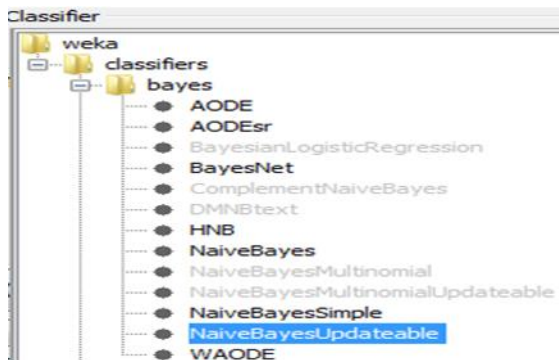 Classifier
weka
classifiers
bayes
AODE
AODEsr
BayesianLogisticRegression
BayesNet
ComplementNaiveBayes
DMNBtext
HNB
NaiveBayes
NaiveBayesMultinomial
NaiveBayesMultinomialUpdateable
NaiveBayesSimple
NaiveBayesUpdateable
WAODE